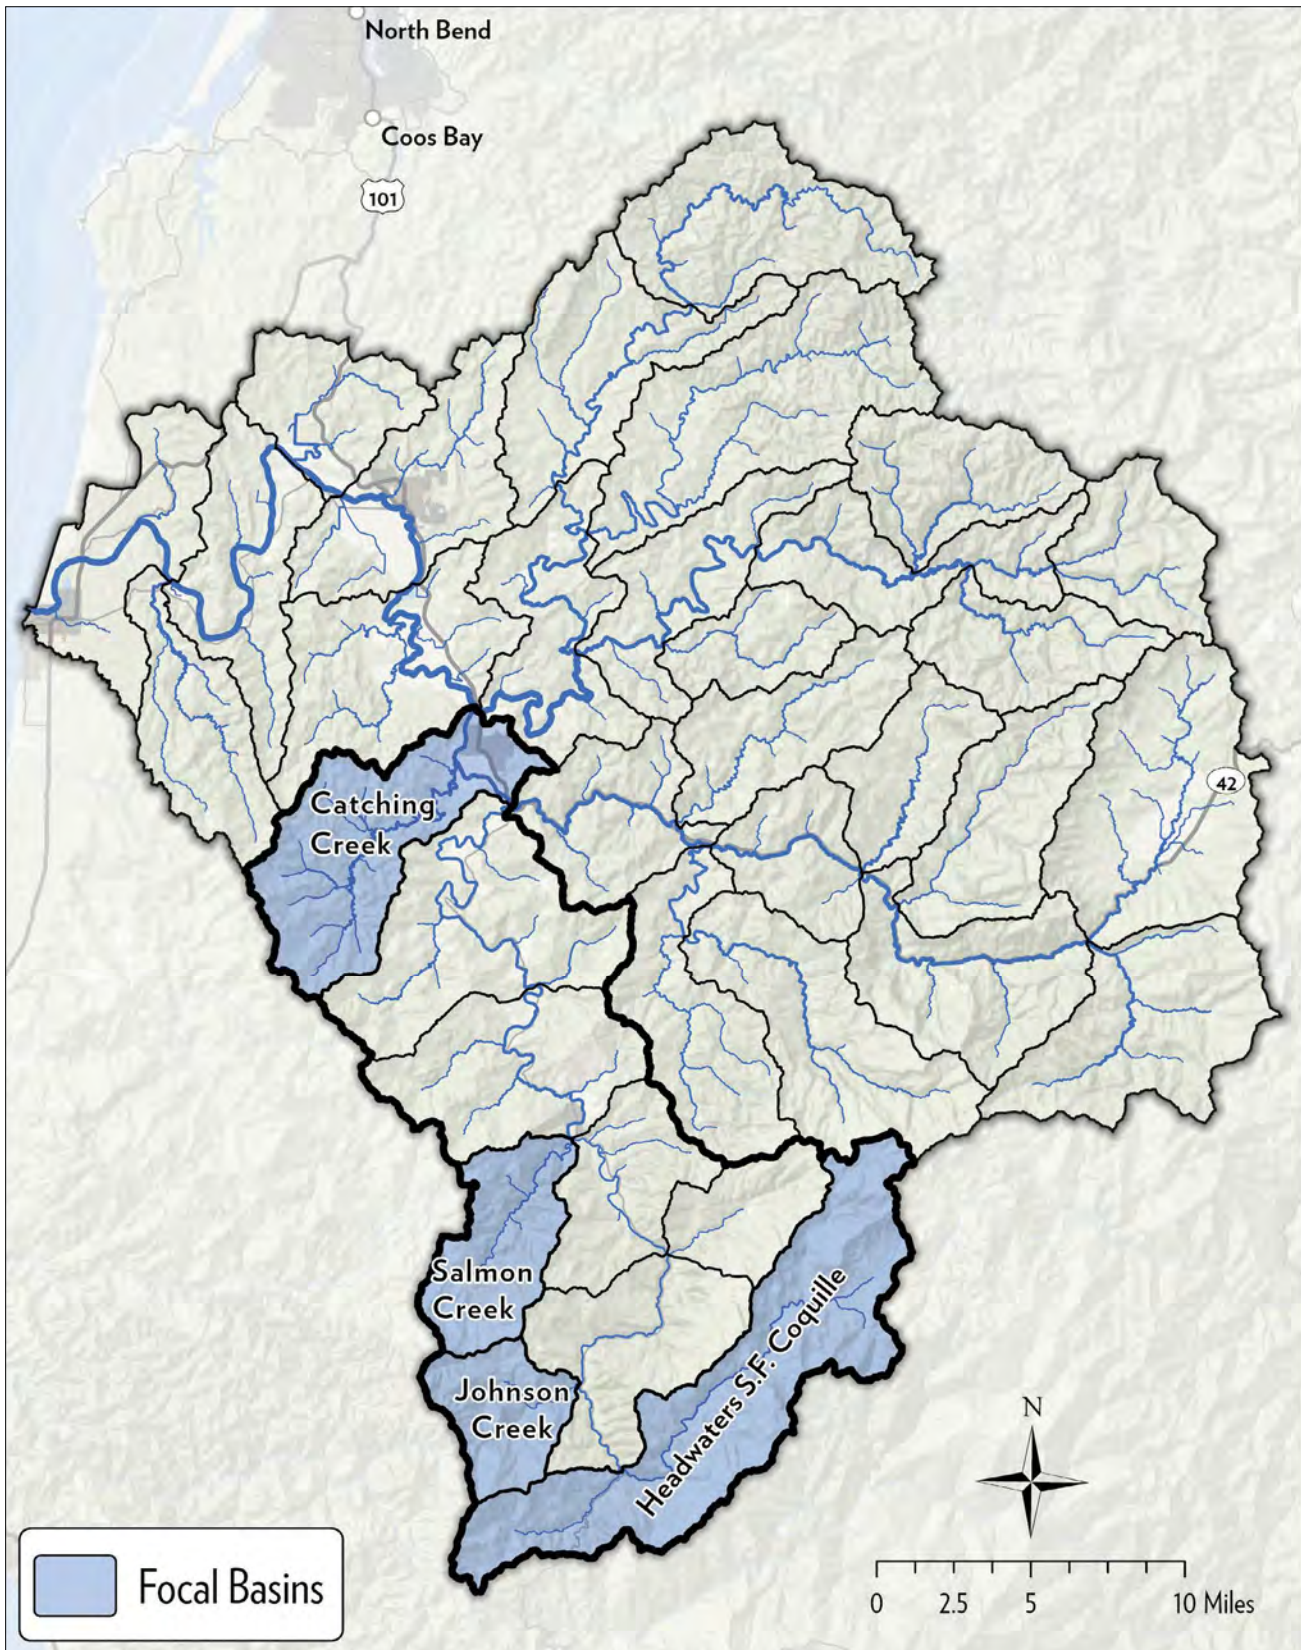 North Bend
Coos Bay
101
42
Catching
Creek
Salmon
Creek
Johnson
Creek
Headwaters S.F. Coquille
N
Focal Basins
0 2.5 5 10 Miles